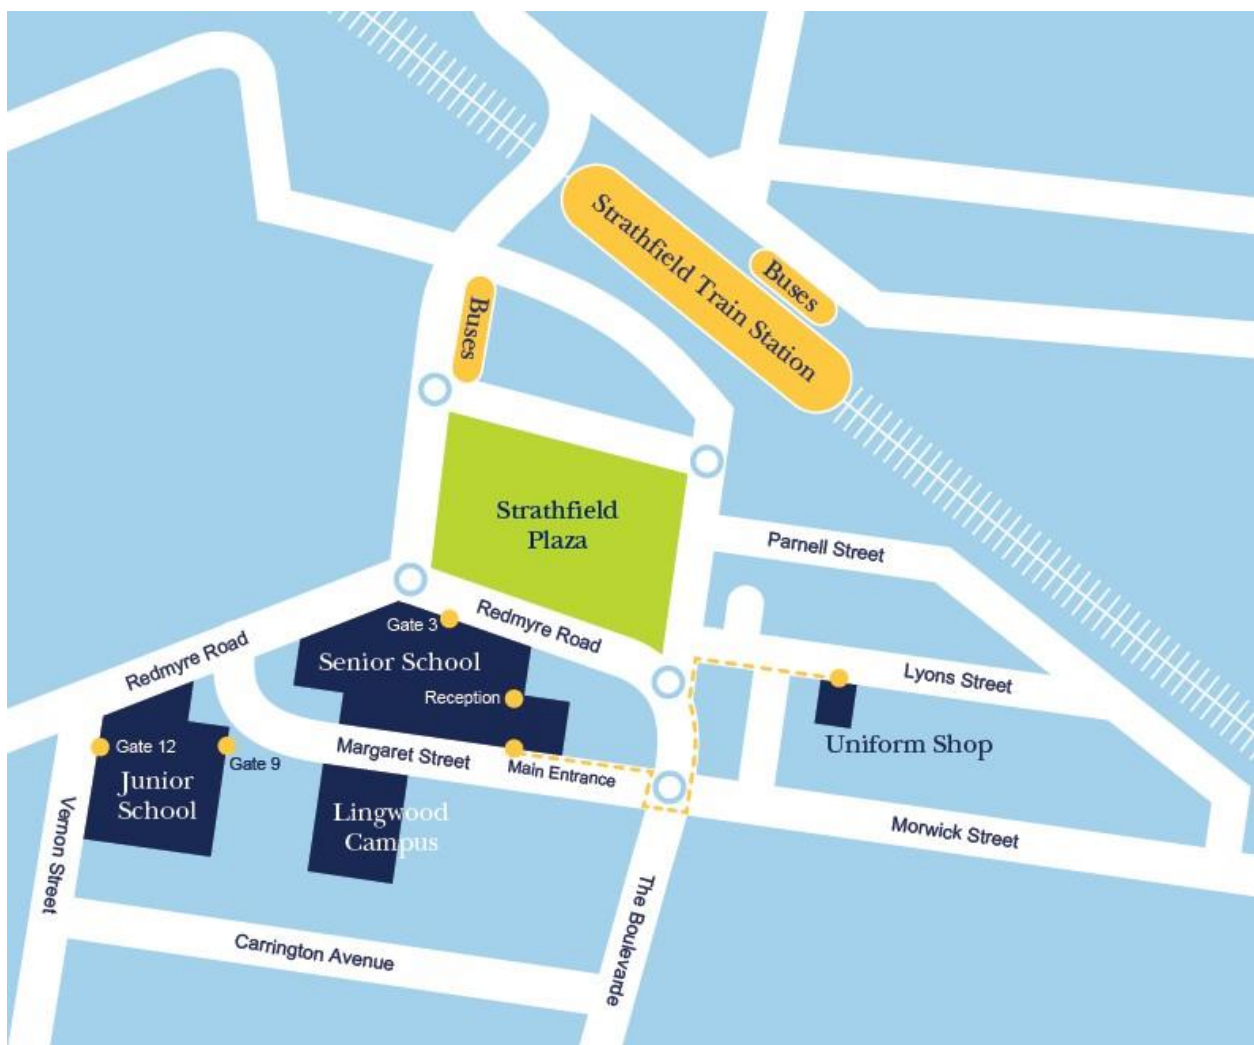 Strathfield Train Station
Buses
Buses
Strathfield
Plaza
Parnell Street
Redmyre Road
Gate 3
Senior School
Redmyre Road
Reception
Lyons Street
Uniform Shop
Gate 12
Gate 9
Junior
School
Margaret Street
Main Entrance
Lingwood
Campus
Morwick Street
Vernon Street
The Boulevarde
Carrington Avenue